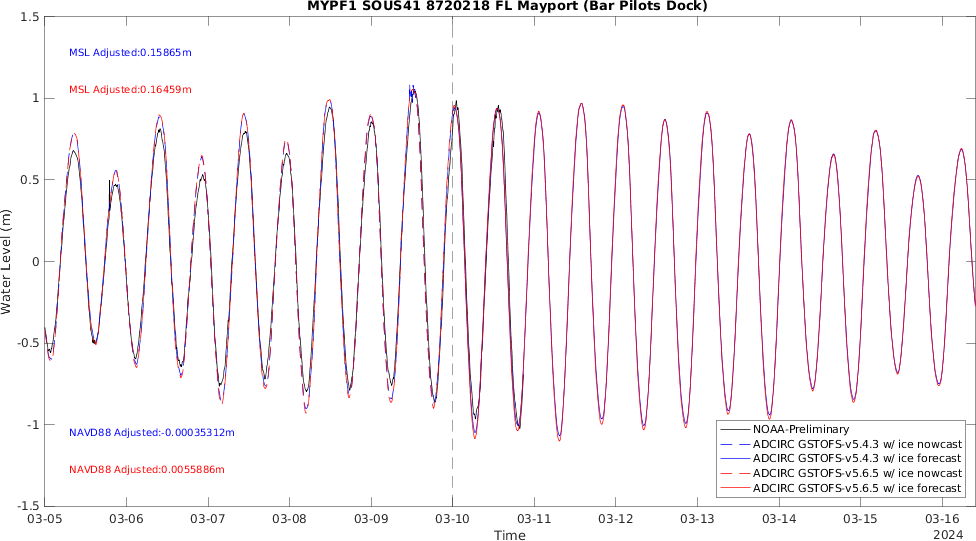 MYPF1 SOUS41 8720218 FL Mayport (Bar Pilots Dock)
1.5
1
0.5
0
-0.5
-1
-1.5
Water Level (m)
MSL Adjusted:0.15865m
MSL Adjusted:0.16459m
NAVD88 Adjusted:-0.00035312m
NAVD88 Adjusted:0.0055886m
NOAA-Preliminary
ADCIRC GSTOFS-v5.4.3 w/ ice nowcast
ADCIRC GSTOFS-v5.4.3 w/ ice forecast
ADCIRC GSTOFS-v5.6.5 w/ ice nowcast
ADCIRC GSTOFS-v5.6.5 w/ ice forecast
03-05 03-06 03-07 03-08 03-09 03-10 03-11 03-12 03-13 03-14 03-15 03-16
Time
2024